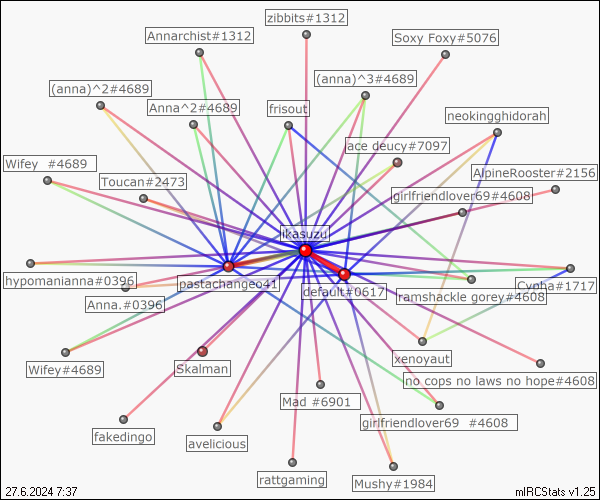 zibbits#1312
Annarchist#1312
Soxy Foxy#5076
(anna)^2#4689
(anna)^3#4689
Anna^2#4689
frisout
neokingghidorah
ace deucy#7097
Wifey  #4689
Toucan#2473
AlpineRooster#2156
girlfriendlover69#4608
ikasuzu
hypomanianna#0396
pastachangeo41
default#0617
Cypha#1717
Anna.#0396
ramshackle gorey#4608
xenoyaut
Wifey#4689
Skalman
no cops no laws no hope#4608
Mad #6901
girlfriendlover69  #4608
fakedingo
avelicious
rattgaming
Mushy#1984
27.6.2024 7:37
mIRCStats v1.25